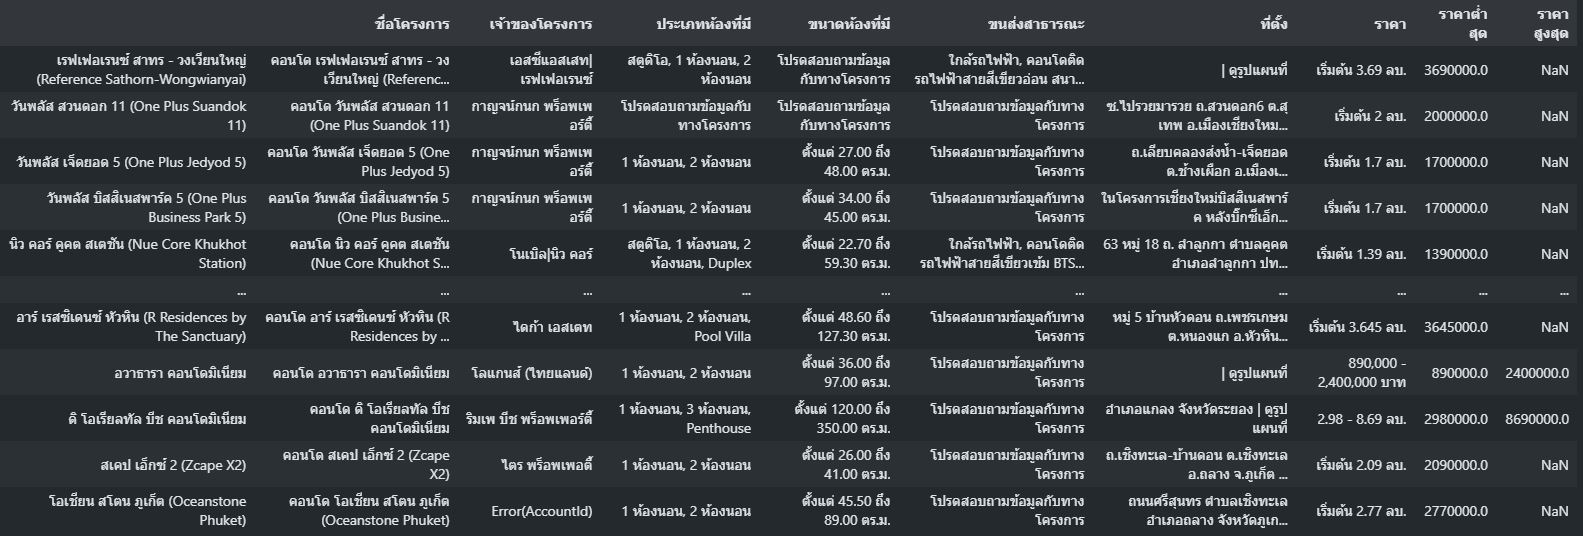 ชื่อโครงการ เจ้าของโครงการ ประเภทห้องที่มี ขนาดห้องที่มี ขนส่งสาธารณะ ที่ตั้ง ราคา ราคาต่ำ ราคา
สุด สูงสุด
เรฟเฟอเรนซ์ สาทร - วงเวียนใหญ่ คอนโด เรฟเฟอเรนซ์ สาทร - วง เอสซีแอสเสท| สตูดิโอ, 1 ห้องนอน, 2 โปรดสอบถามข้อมูล ใกล้รถไฟฟ้า, คอนโดติด | ดูรูปแผนที่ เริ่มต้น 3.69 ลบ. 3690000.0 NaN
(Reference Sathorn-Wongwianyai) เวียนใหญ่ (Referenc... เรฟเฟอเรนซ์ ห้องนอน กับทางโครงการ รถไฟฟ้าสายสีเขียวอ่อน สนา...
วันพลัส สวนดอก 11 (One Plus Suandok คอนโด วันพลัส สวนดอก 11 กาญจน์กนก พร็อพเพ โปรดสอบถามข้อมูลกับ โปรดสอบถามข้อมูล โปรดสอบถามข้อมูลกับทาง ซ.ไปรวยมารวย ถ.สวนดอก6 ต.สุ เริ่มต้น 2 ลบ. 2000000.0 NaN
11) (One Plus Suandok 11) อร์ตี้ ทางโครงการ กับทางโครงการ โครงการ เทพ อ.เมืองเชียงใหม...
วันพลัส เจ็ดยอด 5 (One Plus Jedyod 5) คอนโด วันพลัส เจ็ดยอด 5 (One กาญจน์กนก พร็อพเพ 1 ห้องนอน, 2 ห้องนอน ตั้งแต่ 27.00 ถึง โปรดสอบถามข้อมูลกับทาง ถ.เลียบคลองส่งน้ำ-เจ็ดยอด เริ่มต้น 1.7 ลบ. 1700000.0 NaN
Plus Jedyod 5) อร์ตี้ 48.00 ตร.ม. โครงการ ต.ช้างเผือก อ.เมืองเ...
วันพลัส บิสสิเนสพาร์ค 5 (One Plus คอนโด วันพลัส บิสสิเนสพาร์ค 5 กาญจน์กนก พร็อพเพ 1 ห้องนอน, 2 ห้องนอน ตั้งแต่ 34.00 ถึง โปรดสอบถามข้อมูลกับทาง ในโครงการเชียงใหม่บิสสิเนสพาร์ เริ่มต้น 1.7 ลบ. 1700000.0 NaN
Business Park 5) (One Plus Busine... อร์ตี้ 45.00 ตร.ม. โครงการ ค หลังบิ๊กซีเอ็ก...
นิว คอร์ คูคต สเตชัน (Nue Core Khukhot คอนโด นิว คอร์ คูคต สเตชัน โนเบิล|นิว คอร์ สตูดิโอ, 1 ห้องนอน, 2 ตั้งแต่ 22.70 ถึง ใกล้รถไฟฟ้า, คอนโดติด 63 หมู่ 18 ถ. ลำลูกกา ตำบลคูคต เริ่มต้น 1.39 ลบ. 1390000.0 NaN
Station) (Nue Core Khukhot S... ห้องนอน, Duplex 59.30 ตร.ม. รถไฟฟ้าสายสีเขียวเข้ม BTS... อำเภอลำลูกกา ปท...
... ... ... ... ... ... ... ... ... ...
อาร์ เรสซิเดนซ์ หัวหิน (R Residences by คอนโด อาร์ เรสซิเดนซ์ หัวหิน (R ไดก้า เอสเตท 1 ห้องนอน, 2 ห้องนอน, ตั้งแต่ 48.60 ถึง โปรดสอบถามข้อมูลกับทาง หมู่ 5 บ้านหัวดอน ถ.เพชรเกษม เริ่มต้น 3.645 ลบ. 3645000.0 NaN
The Sanctuary) Residences by ... Pool Villa 127.30 ตร.ม. โครงการ ต.หนองแก อ.หัวหิน...
อวาธารา คอนโดมิเนียม คอนโด อวาธารา คอนโดมิเนียม โลแกนส์ (ไทยแลนด์) 1 ห้องนอน, 2 ห้องนอน ตั้งแต่ 36.00 ถึง โปรดสอบถามข้อมูลกับทาง | ดูรูปแผนที่ 890,000 - 890000.0 2400000.0
97.00 ตร.ม. โครงการ 2,400,000 บาท
ดิ โอเรียลทัล บีช คอนโดมิเนียม คอนโด ดิ โอเรียลทัล บีช ริมเพ บีช พร็อพเพอร์ตี้ 1 ห้องนอน, 3 ห้องนอน, ตั้งแต่ 120.00 ถึง โปรดสอบถามข้อมูลกับทาง อำเภอแกลง จังหวัดระยอง | ดูรูป 2.98 - 8.69 ลบ. 2980000.0 8690000.0
คอนโดมิเนียม Penthouse 350.00 ตร.ม. โครงการ แผนที่
สเคป เอ็กซ์ 2 (Zcape X2) คอนโด สเคป เอ็กซ์ 2 (Zcape ไตร พร็อพเพอตี้ 1 ห้องนอน, 2 ห้องนอน ตั้งแต่ 26.00 ถึง โปรดสอบถามข้อมูลกับทาง ถ.เชิงทะเล-บ้านดอน ต.เชิงทะเล เริ่มต้น 2.09 ลบ. 2090000.0 NaN
X2) 41.00 ตร.ม. โครงการ อ.ถลาง จ.ภูเก็ต ...
โอเชียน สโตน ภูเก็ต (Oceanstone คอนโด โอเชียน สโตน ภูเก็ต Error(AccountId) 1 ห้องนอน, 2 ห้องนอน ตั้งแต่ 45.50 ถึง โปรดสอบถามข้อมูลกับทาง ถนนศรีสุนทร ตำบลเชิงทะเล เริ่มต้น 2.77 ลบ. 2770000.0 NaN
Phuket) (Oceanstone Phuket) 89.00 ตร.ม. โครงการ อำเภอถลาง จังหวัดภูเก...